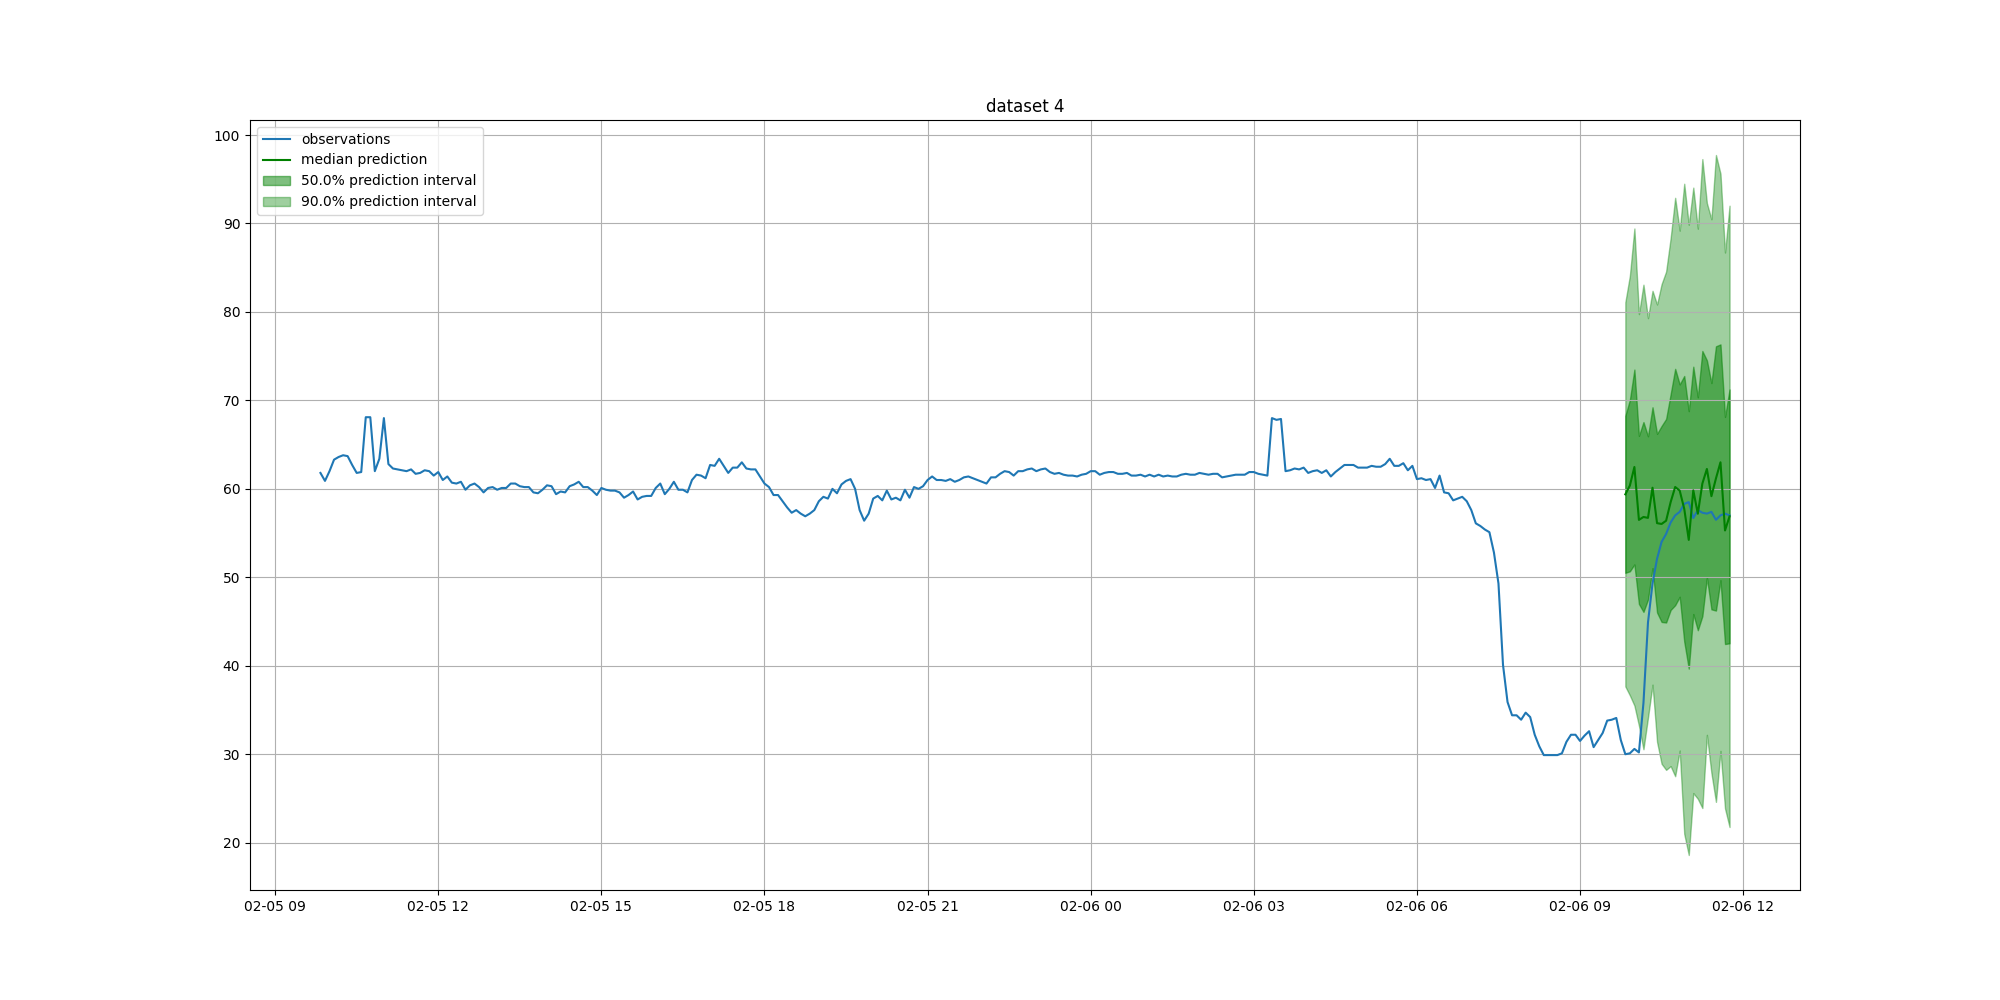 dataset 4
observations
median prediction
50.0% prediction interval
90.0% prediction interval
100
90
80
70
60
50
40
30
20
02-05 09 02-05 12 02-05 15 02-05 18 02-05 21 02-06 00 02-06 03 02-06 06 02-06 09 02-06 12